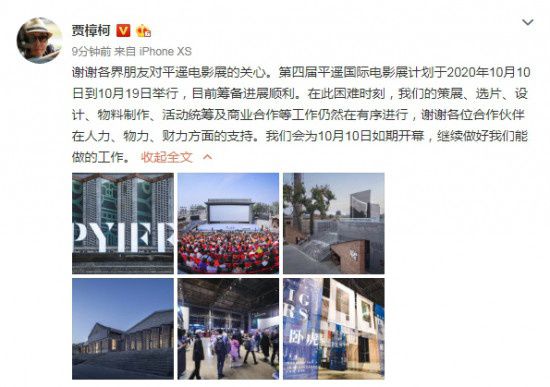 贾樟柯
9分钟前 来自 iPhone XS
谢谢各界朋友对平遥电影展的关心。第四届平遥国际电影展计划于2020年10月10
日到10月19日举行，目前筹备进展顺利。在此困难时刻，我们的策展、选片、设
计、物料制作、活动统筹及商业合作等工作仍然在有序进行，谢谢各位合作伙伴
在人力、物力、财力方面的支持。我们会为10月10日如期开幕，继续做好我们能
做的工作。 收起全文
PYIFF
卧虎